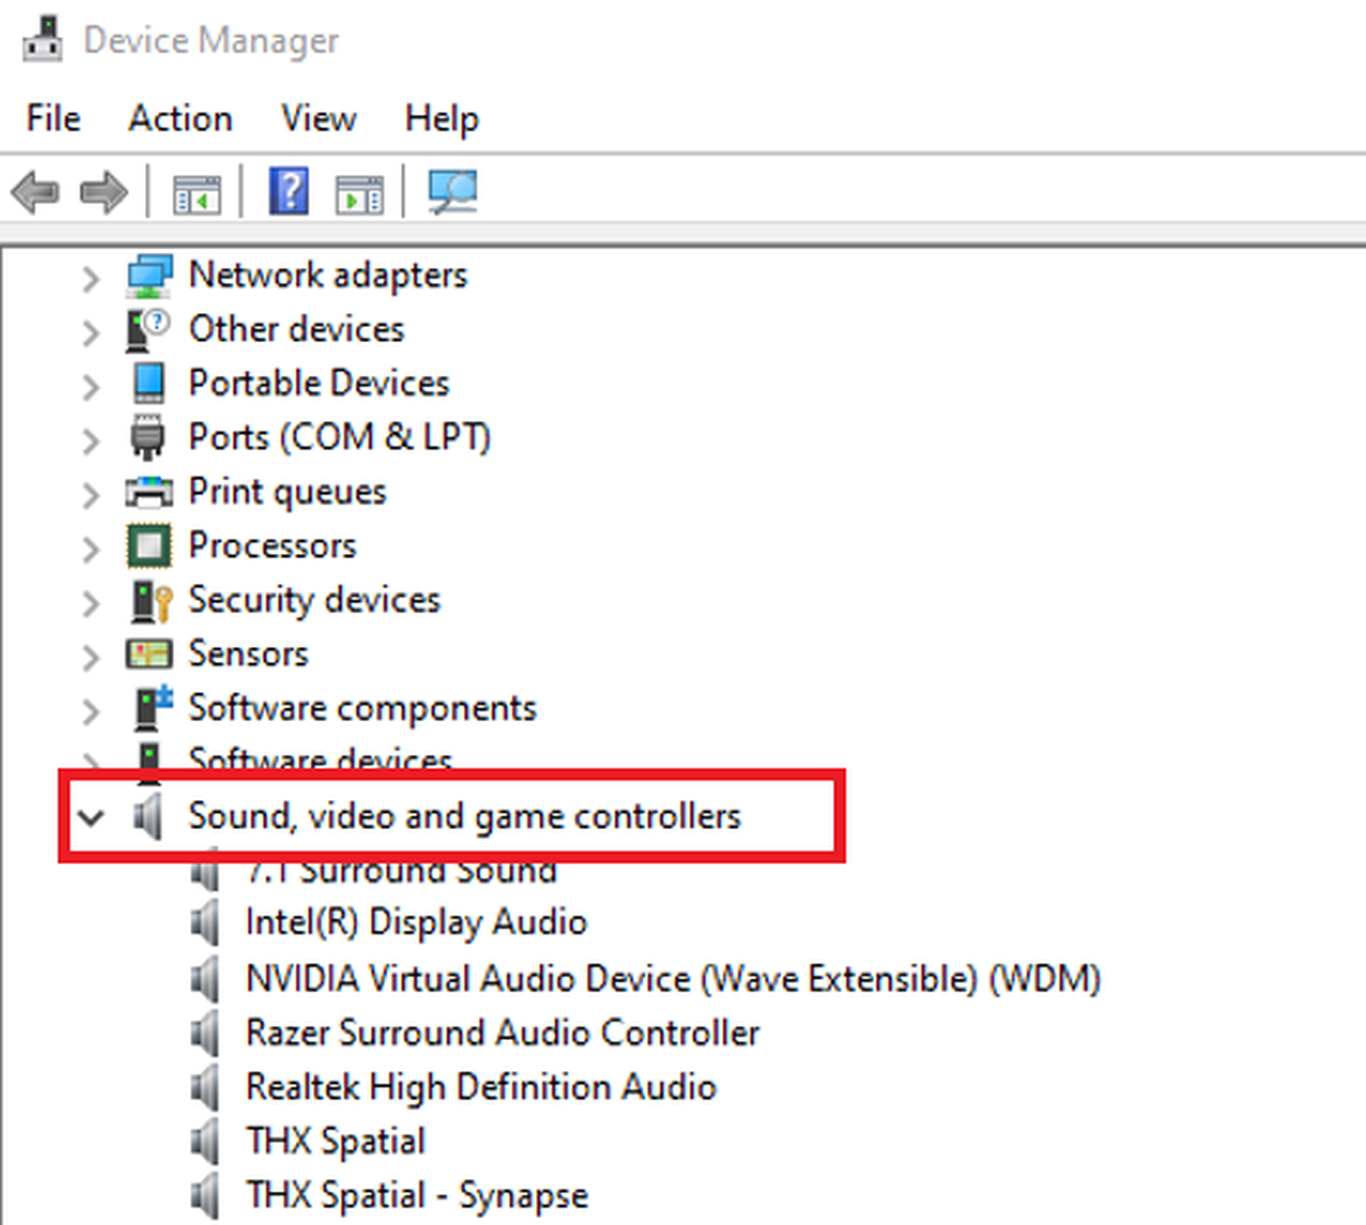 Device Manager
File Action View Help
Network adapters
Other devices
Portable Devices
Ports (COM & LPT)
Print queues
Processors
Security devices
Sensors
Software components
Software devices
Sound, video and game controllers
7.1 Surround Sound
Intel(R) Display Audio
NVIDIA Virtual Audio Device (Wave Extensible) (WDM)
Razer Surround Audio Controller
Realtek High Definition Audio
THX Spatial
THX Spatial - Synapse